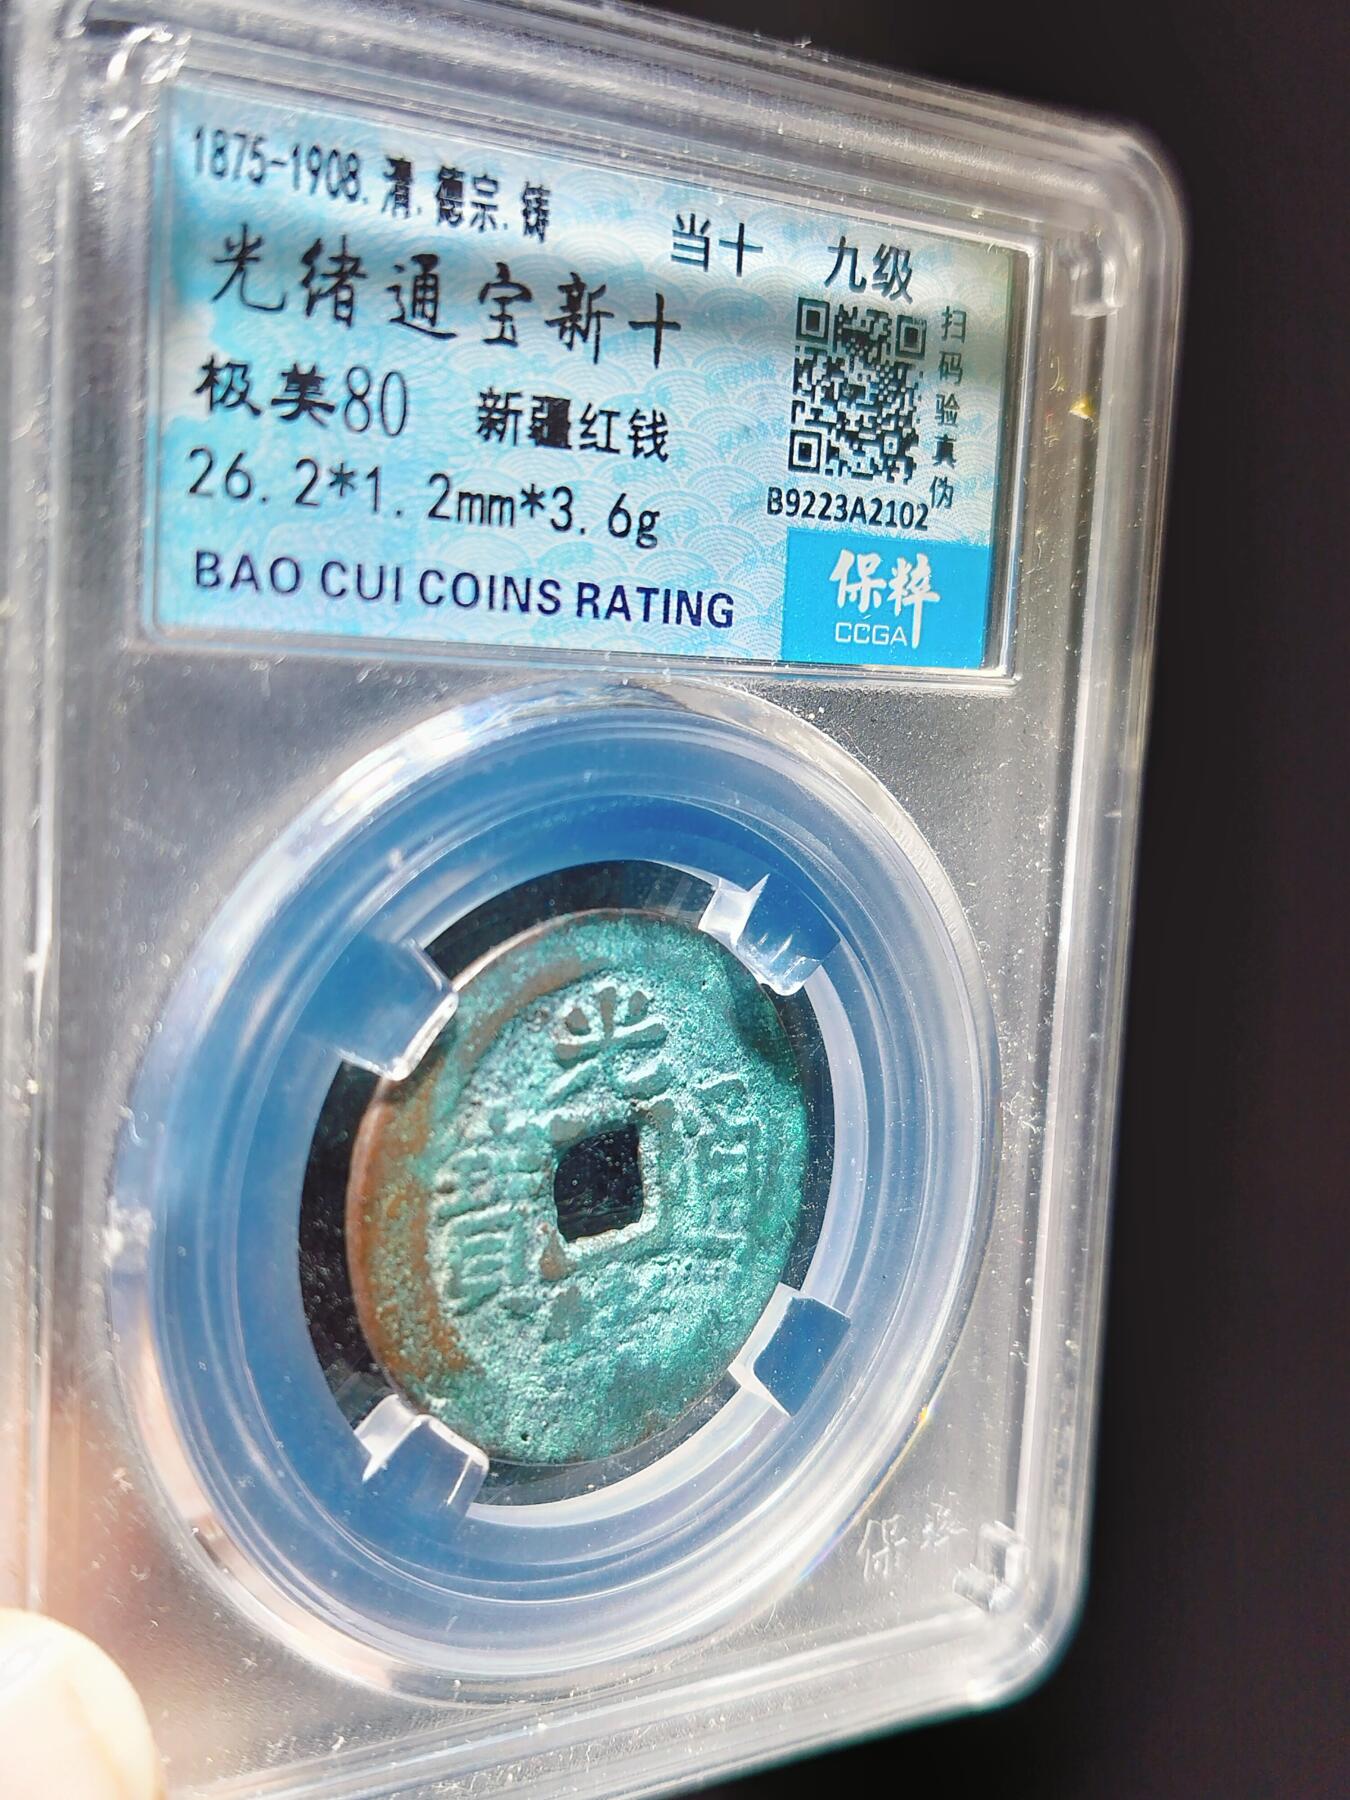 1875-1908.清.德宗.铸
当十 九级
光绪通宝新十
极美80 新疆红钱
26.2*1.2mm*3.6g
BAO CUI COINS RATING
扫码验真伪
B9223A2102
保粹
CCGA
光
寶
保粹